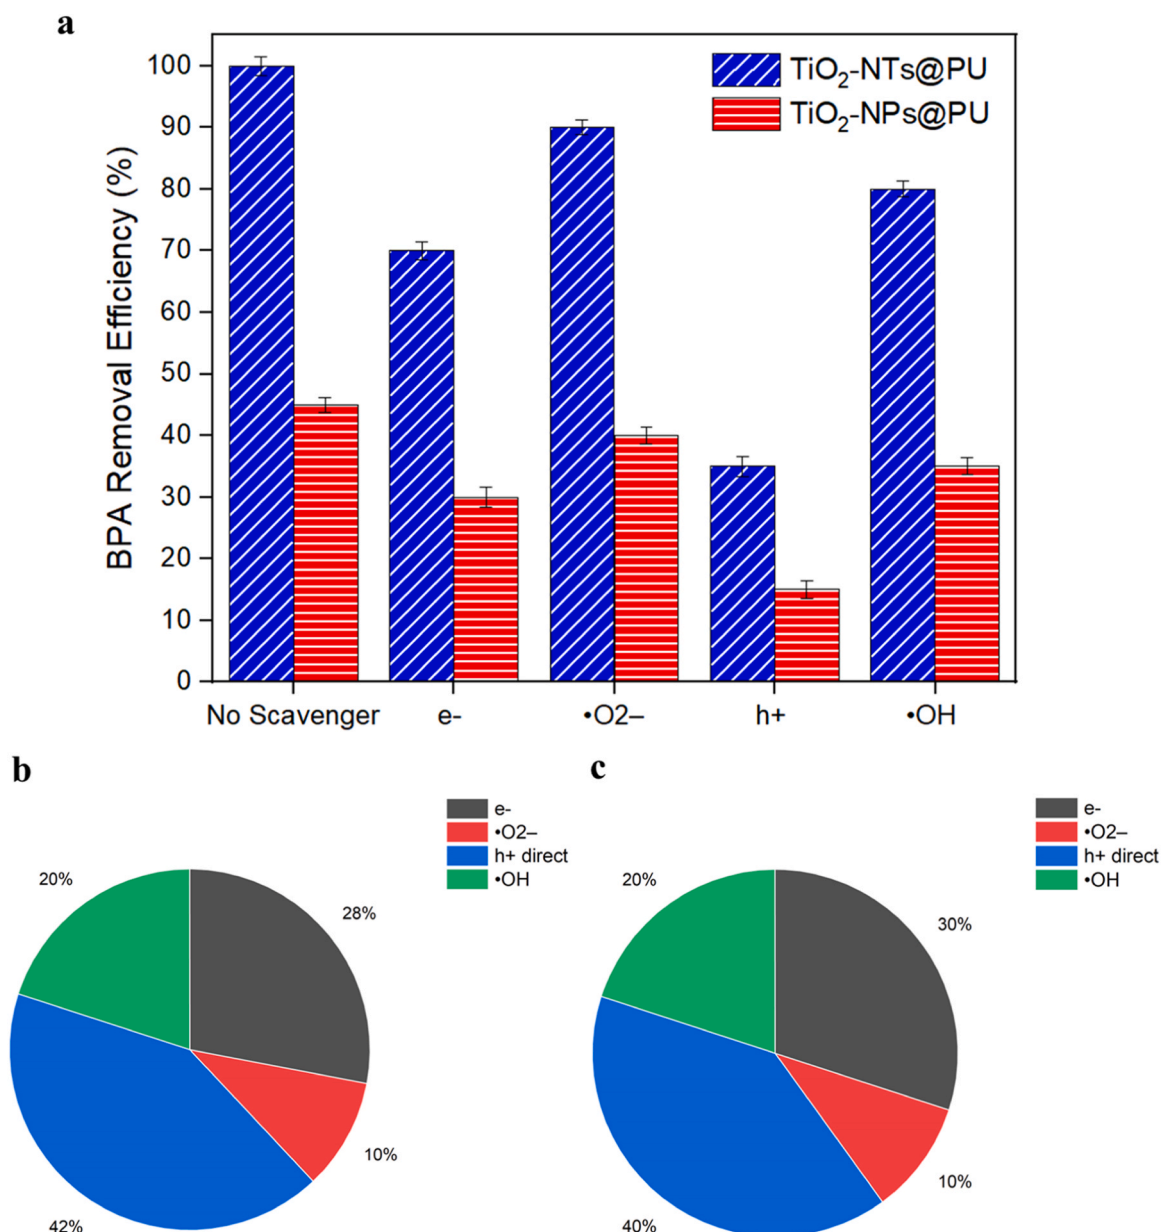 a
BPA Removal Efficiency (%)
100
90
80
70
60
50
40
30
20
10
0
TiO₂-NTs@PU
TiO₂-NPs@PU
No Scavenger e- •O2– h+ •OH
b
e-
•O2–
h+ direct
•OH
20%
28%
10%
42%
c
e-
•O2–
h+ direct
•OH
20%
30%
10%
40%